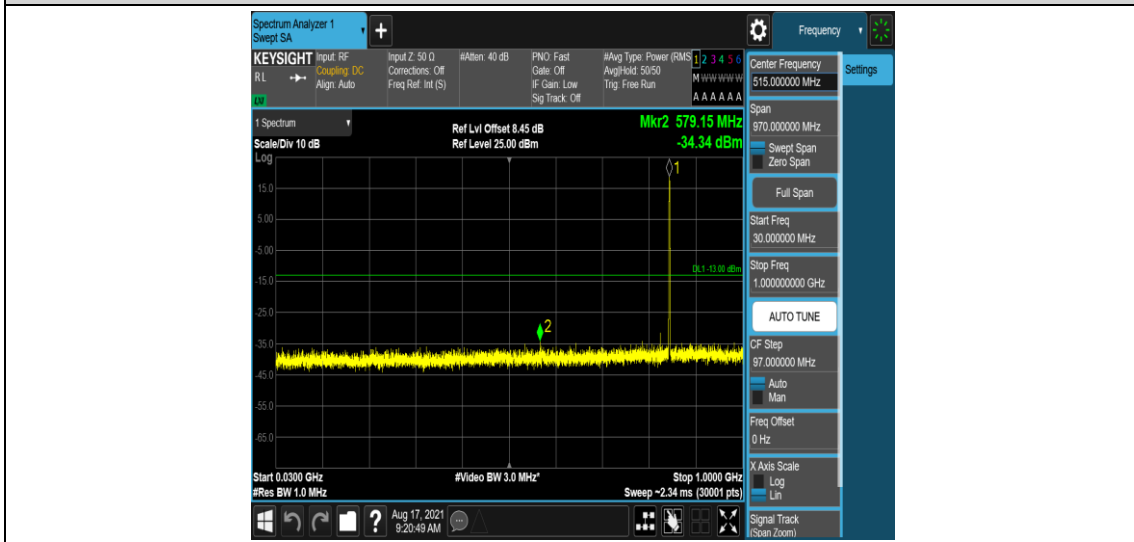 Spectrum Analyzer 1
Swept SA
+
Frequency
KEYSIGHT
RL
LXI
Input: RF
Coupling: DC
Align: Auto
Input Z: 50 Ω
Corrections: Off
Freq Ref: Int (S)
#Atten: 40 dB
PNO: Fast
Gate: Off
IF Gain: Low
Sig Track: Off
#Avg Type: Power (RMS
Avg|Hold: 50/50
Trig: Free Run
1 2 3 4 5 6
M W W W W W
A A A A A A
1 Spectrum
Scale/Div 10 dB
Ref Lvl Offset 8.45 dB
Ref Level 25.00 dBm
Mkr2 579.15 MHz
-34.34 dBm
Log
1
15.0
5.00
-5.00
DL1 -13.00 dBm
-15.0
-25.0
2
-35.0
-45.0
-55.0
-65.0
Start 0.0300 GHz
#Video BW 3.0 MHz*
Stop 1.0000 GHz
#Res BW 1.0 MHz
Sweep ~2.34 ms (30001 pts)
?
Aug 17, 2021
9:20:49 AM
Center Frequency
515.000000 MHz
Settings
Span
970.000000 MHz
Swept Span
Zero Span
Full Span
Start Freq
30.000000 MHz
Stop Freq
1.000000000 GHz
AUTO TUNE
CF Step
97.000000 MHz
Auto
Man
Freq Offset
0 Hz
X Axis Scale
Log
Lin
Signal Track
(Span Zoom)